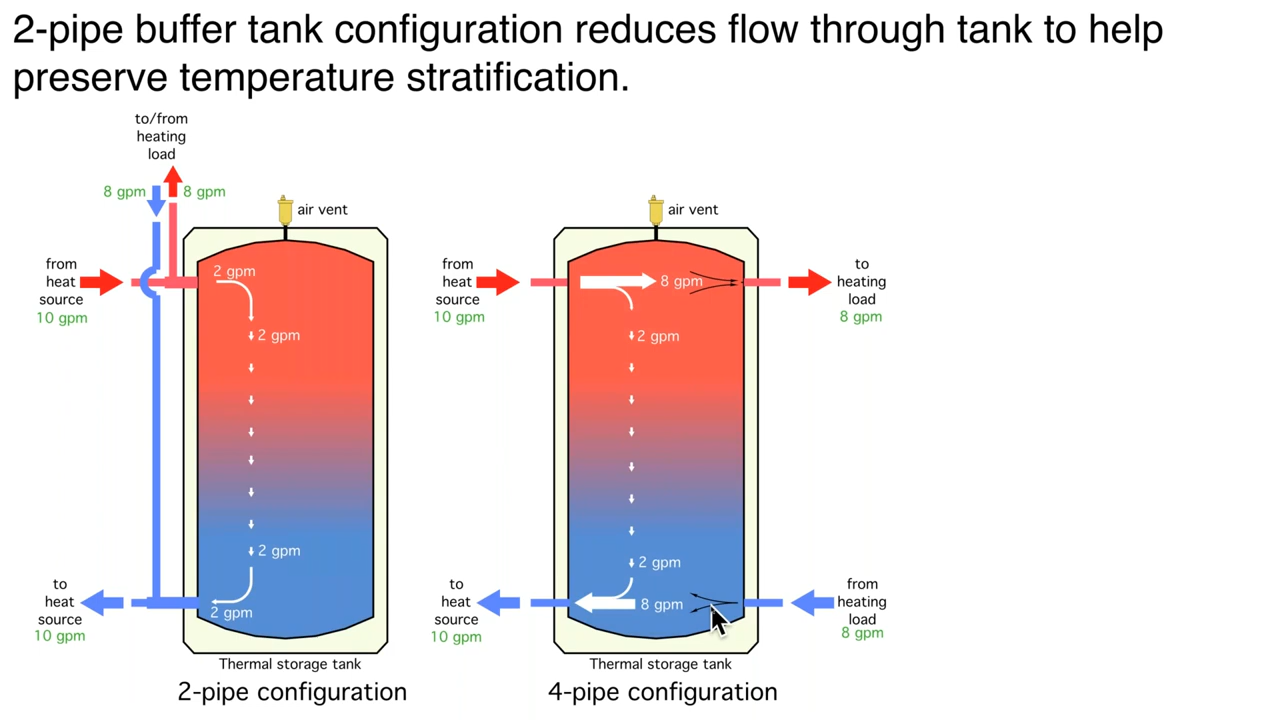 2-pipe buffer tank configuration reduces flow through tank to help
preserve temperature stratification.
to/from
heating
load
8 gpm
8 gpm
air vent
from
heat
source
10 gpm
2 gpm
2 gpm
2 gpm
2 gpm
to
heat
source
10 gpm
Thermal storage tank
2-pipe configuration
air vent
from
heat
source
10 gpm
8 gpm
to
heating
load
8 gpm
2 gpm
2 gpm
8 gpm
to
heat
source
10 gpm
from
heating
load
8 gpm
Thermal storage tank
4-pipe configuration